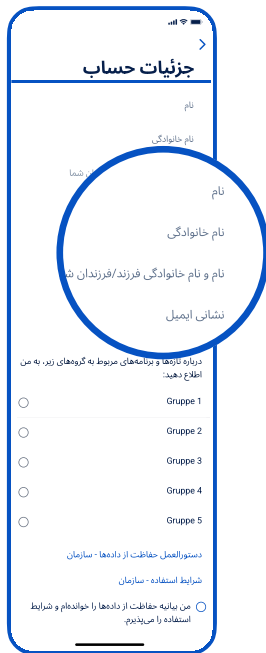 جزئیات حساب
نام
نام خانوادگی
شما
نام
نام خانوادگی
نام و نام خانوادگی فرزند/فرزندان
نشانی ایمیل
درباره تازه‌ها و برنامه‌های مربوط به گروه‌های زیر، به من
اطلاع دهید:
Gruppe 1
Gruppe 2
Gruppe 3
Gruppe 4
Gruppe 5
دستورالعمل حفاظت از داده‌ها - سازمان
شرایط استفاده - سازمان
من بیانیه حفاظت از داده‌ها را خوانده‌ام و شرایط
استفاده را می‌پذیرم.